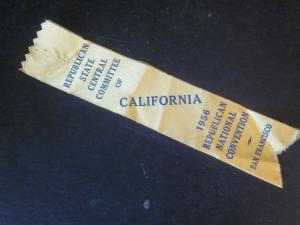 REPUBLICAN
STATE
CENTRAL
COMMITTEE
OF
CALIFORNIA
1956
REPUBLICAN
NATIONAL
CONVENTION
SAN FRANCISCO